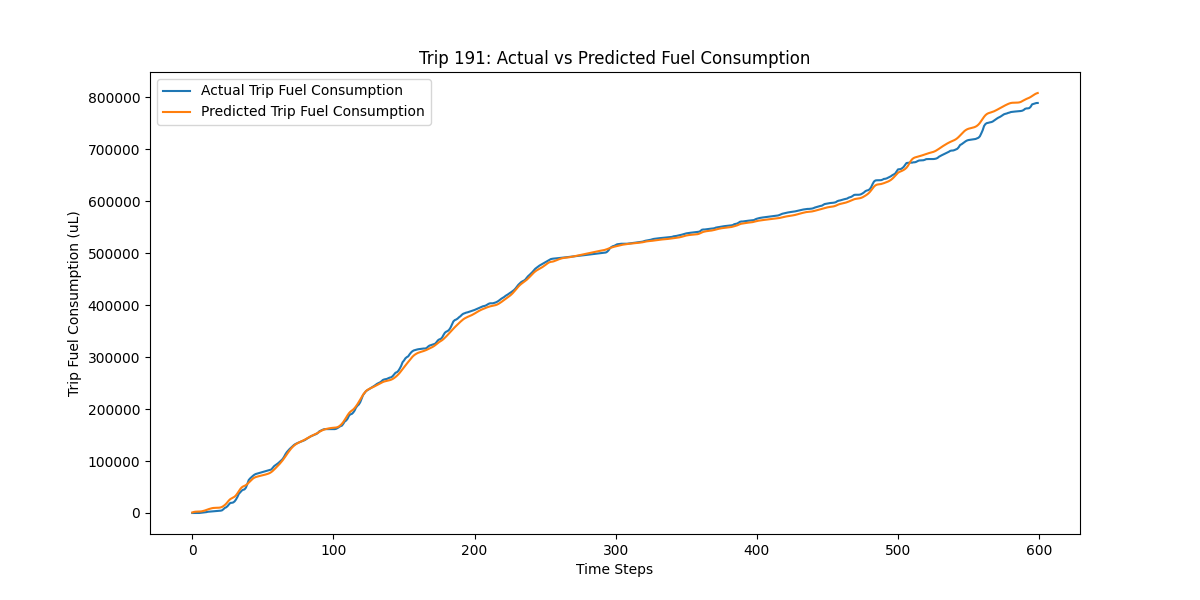 Trip 191: Actual vs Predicted Fuel Consumption
Actual Trip Fuel Consumption
Predicted Trip Fuel Consumption
Trip Fuel Consumption (uL)
800000
700000
600000
500000
400000
300000
200000
100000
0
0 100 200 300 400 500 600
Time Steps